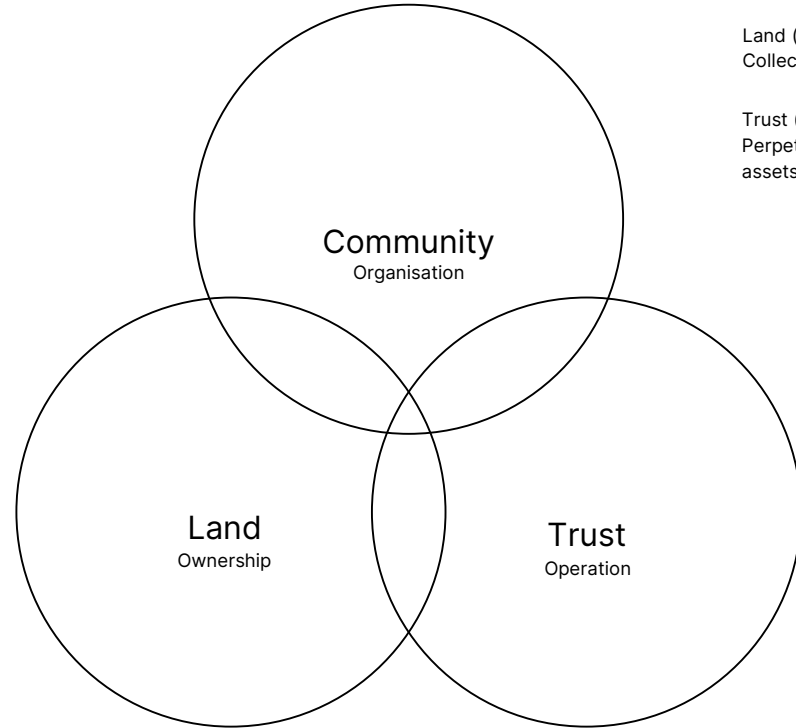 Land (
Collec
Trust (
Perpet
assets
Community
Organisation
Land
Ownership
Trust
Operation